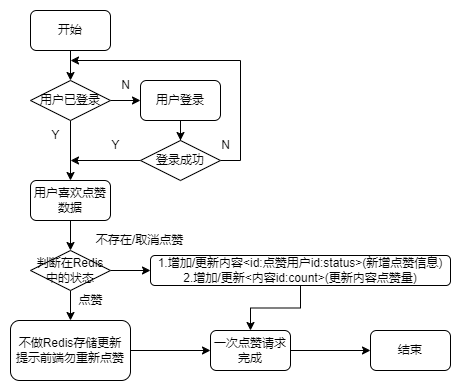 开始
用户已登录
N
用户登录
Y
Y
登录成功
N
用户喜欢点赞
数据
不存在/取消点赞
判断在Redis
中的状态
1.增加/更新内容<id:点赞用户id:status>(新增点赞信息)
2.增加/更新<内容id:count>(更新内容点赞量)
点赞
不做Redis存储更新
提示前端勿重新点赞
一次点赞请求
完成
结束